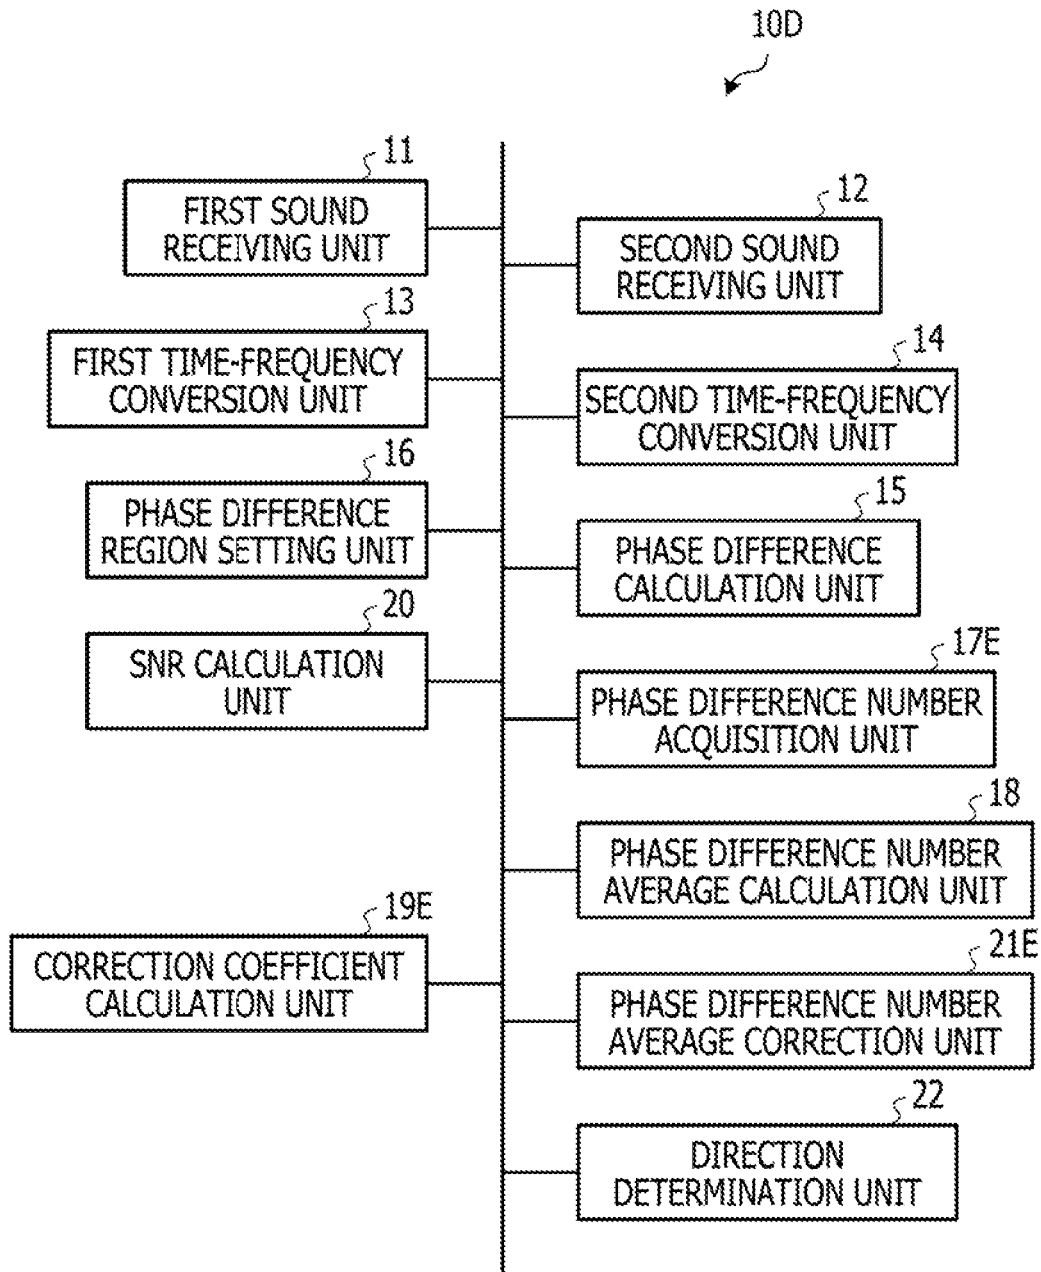 10D
11
FIRST SOUND
RECEIVING UNIT
12
SECOND SOUND
RECEIVING UNIT
13
FIRST TIME-FREQUENCY
CONVERSION UNIT
14
SECOND TIME-FREQUENCY
CONVERSION UNIT
16
PHASE DIFFERENCE
REGION SETTING UNIT
15
PHASE DIFFERENCE
CALCULATION UNIT
20
SNR CALCULATION
UNIT
17E
PHASE DIFFERENCE NUMBER
ACQUISITION UNIT
18
PHASE DIFFERENCE NUMBER
AVERAGE CALCULATION UNIT
19E
CORRECTION COEFFICIENT
CALCULATION UNIT
21E
PHASE DIFFERENCE NUMBER
AVERAGE CORRECTION UNIT
22
DIRECTION
DETERMINATION UNIT